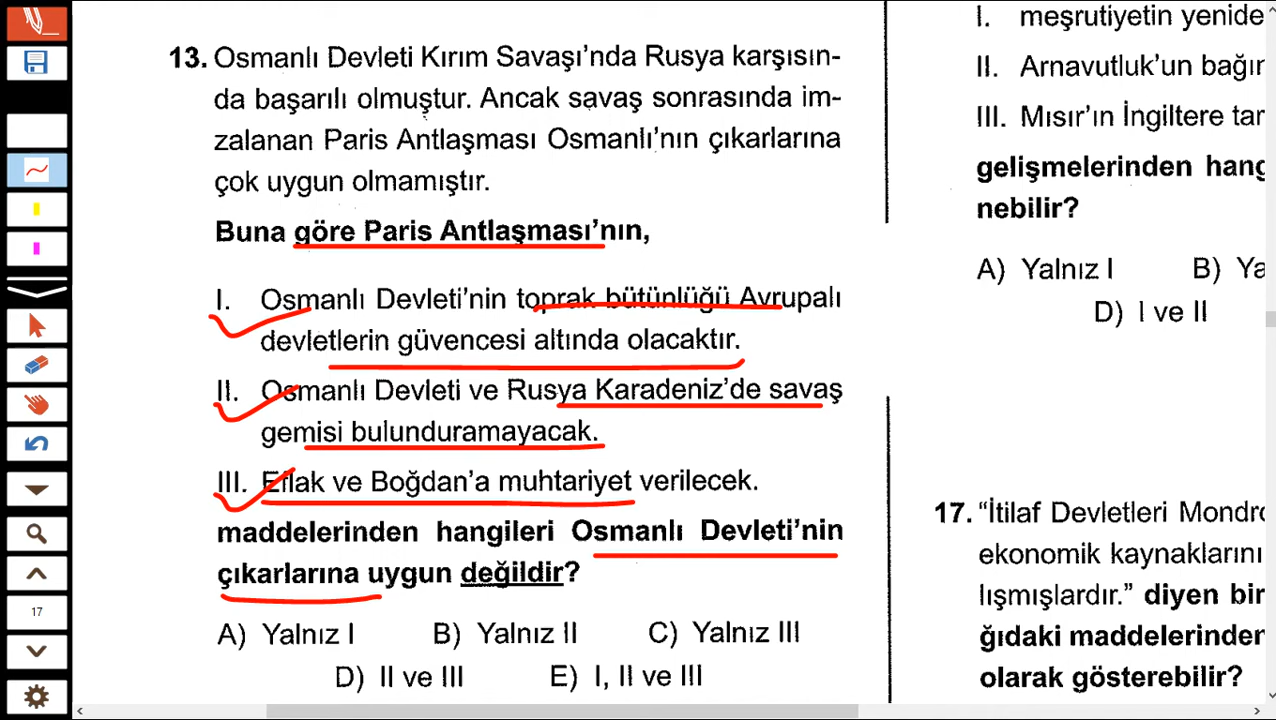 13. Osmanlı Devleti Kırım Savaşı'nda Rusya karşısın-
da başarılı olmuştur. Ancak savaş sonrasında im-
zalanan Paris Antlaşması Osmanlı'nın çıkarlarına
çok uygun olmamıştır.
Buna göre Paris Antlaşması'nın,
I. Osmanlı Devleti'nin toprak bütünlüğü Avrupalı
devletlerin güvencesi altında olacaktır.
II. Osmanlı Devleti ve Rusya Karadeniz'de savaş
gemisi bulunduramayacak.
III. Eflak ve Boğdan'a muhtariyet verilecek.
maddelerinden hangileri Osmanlı Devleti'nin
çıkarlarına uygun değildir?
A) Yalnız I B) Yalnız II C) Yalnız III
D) II ve III E) I, II ve III
I. meşrutiyetin yenide
II. Arnavutluk'un bağır
III. Mısır'ın İngiltere tar
gelişmelerinden hang
nebilir?
A) Yalnız I B) Ya
D) I ve II
17. "İtilaf Devletleri Mondro
ekonomik kaynaklarını
lışmışlardır." diyen bir
ğıdaki maddelerinden
olarak gösterebilir?
17